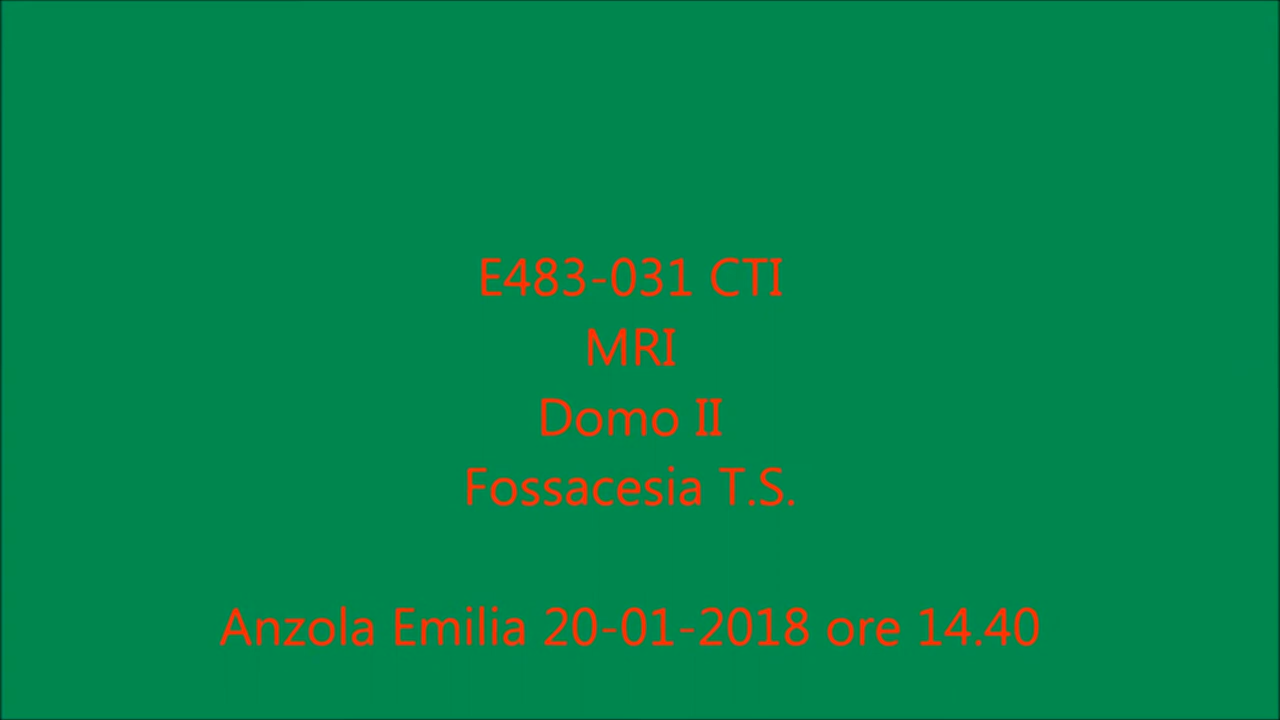 E483-031 CTI
MRI
Domo II
Fossacesia T.S.
Anzola Emilia 20-01-2018 ore 14.40